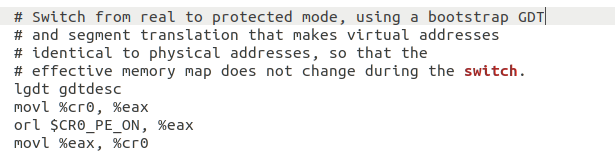 # Switch from real to protected mode, using a bootstrap GDT
# and segment translation that makes virtual addresses
# identical to physical addresses, so that the
# effective memory map does not change during the switch.
lgdt gdtdesc
movl %cr0, %eax
orl $CR0_PE_ON, %eax
movl %eax, %cr0